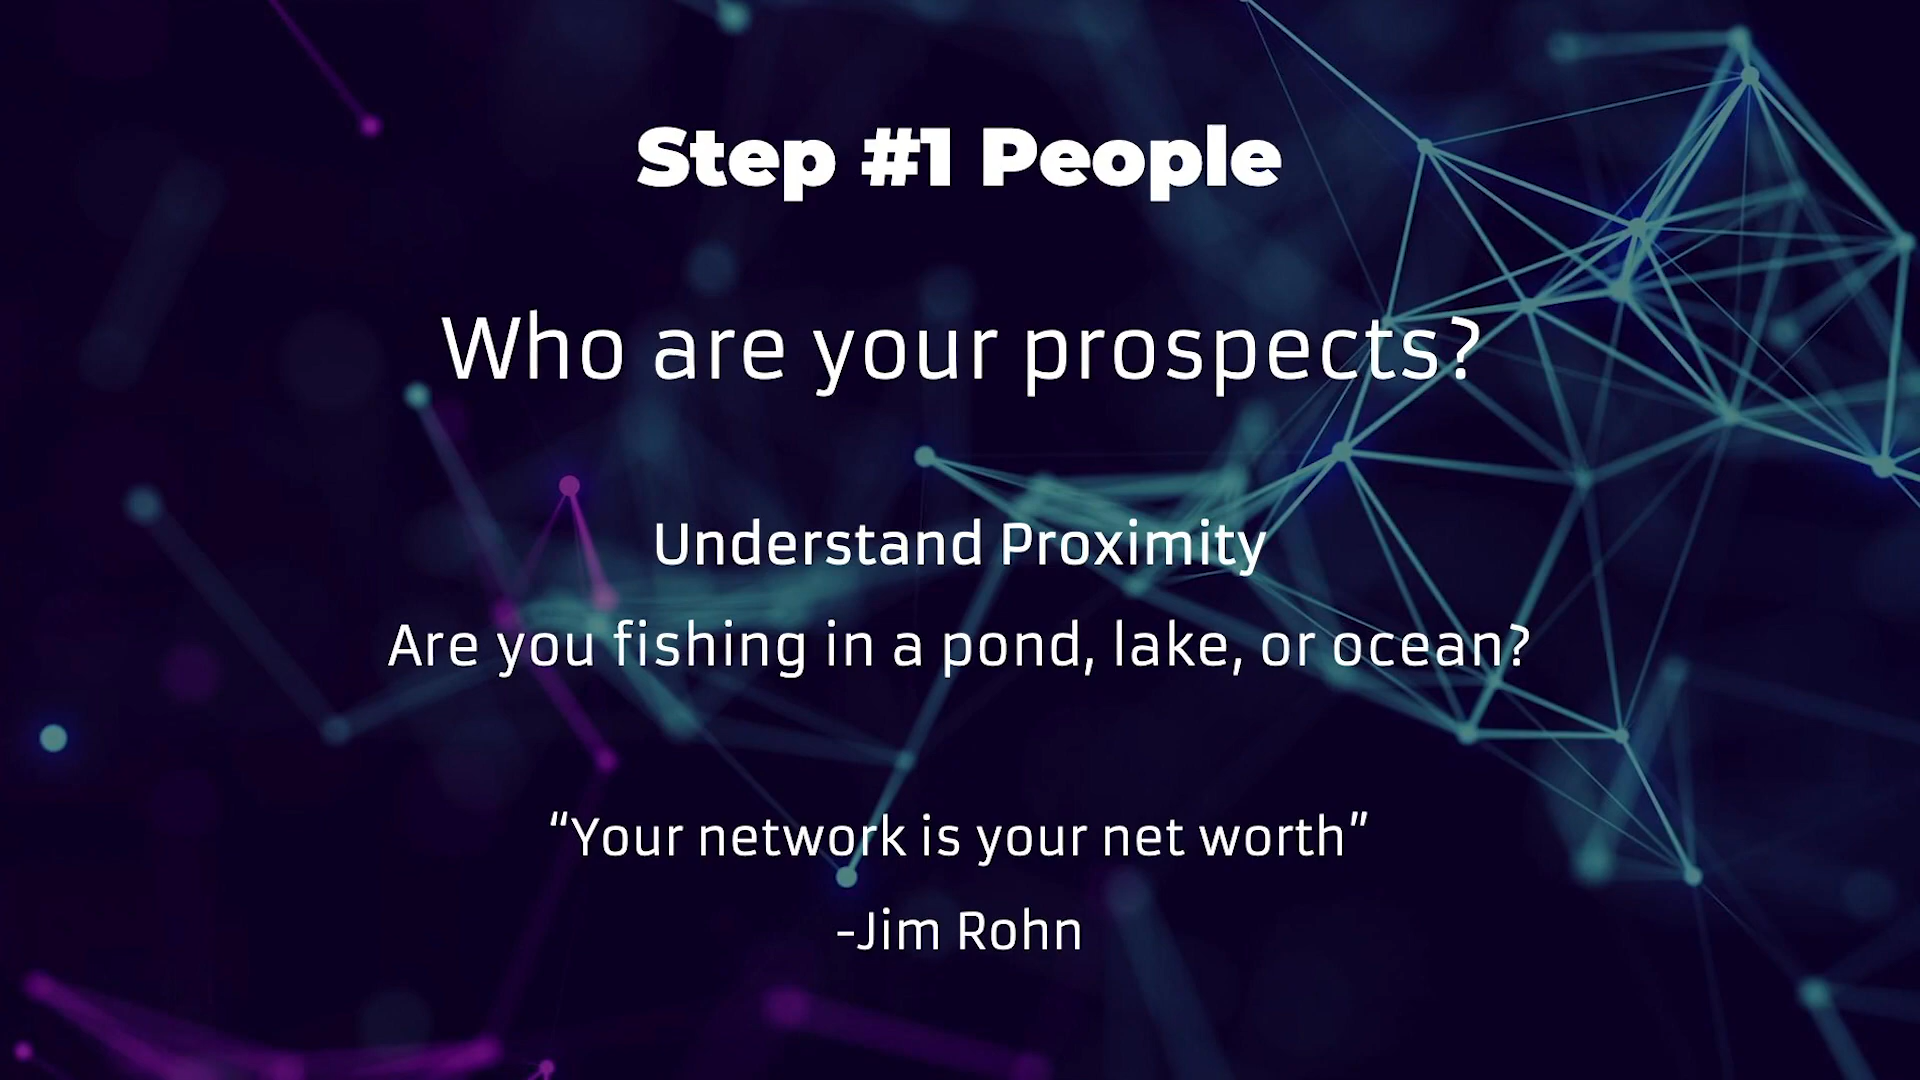 Step #1 People
Who are your prospects?
Understand Proximity
Are you fishing in a pond, lake, or ocean?
“Your network is your net worth”
-Jim Rohn